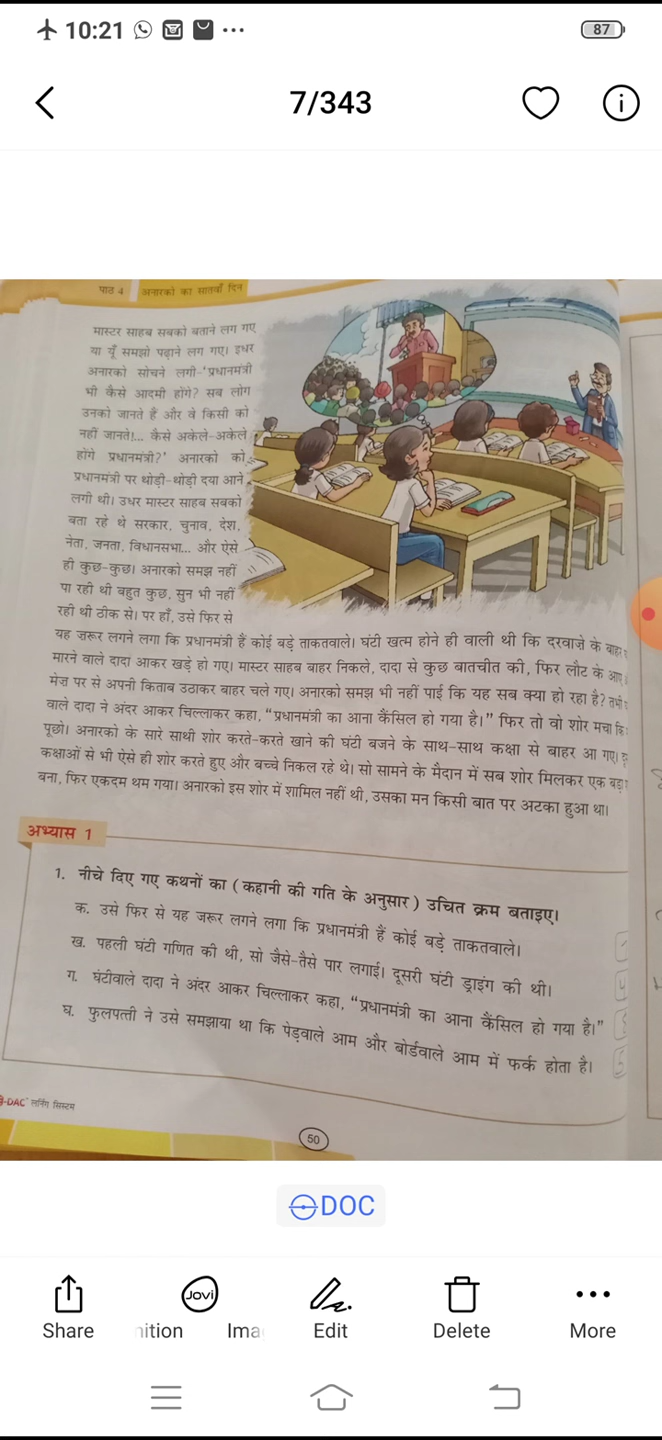 10:21
87
7/343
पाठ 4 अनारको का सातवाँ दिन
मास्टर साहब सबको बताने लग गए
या यूँ समझो पढ़ाने लग गए। इधर
अनारको सोचने लगी-‘प्रधानमंत्री
भी कैसे आदमी होंगे? सब लोग
उनको जानते हैं और वे किसी को
नहीं जानते!... कैसे अकेले-अकेले
होंगे प्रधानमंत्री?’ अनारको को
प्रधानमंत्री पर थोड़ी-थोड़ी दया आने
लगी थी। उधर मास्टर साहब सबको
बता रहे थे सरकार, चुनाव, देश,
नेता, जनता, विधानसभा... और ऐसे
ही कुछ-कुछ। अनारको समझ नहीं
पा रही थी बहुत कुछ, सुन भी नहीं
रही थी ठीक से। पर हाँ, उसे फिर से
यह ज़रूर लगने लगा कि प्रधानमंत्री हैं कोई बड़े ताकतवाले। घंटी खत्म होने ही वाली थी कि दरवाज़े के बाहर
मारने वाले दादा आकर खड़े हो गए। मास्टर साहब बाहर निकले, दादा से कुछ बातचीत की, फिर लौट के आए
मेज़ पर से अपनी किताब उठाकर बाहर चले गए। अनारको समझ भी नहीं पाई कि यह सब क्या हो रहा है? तभी
वाले दादा ने अंदर आकर चिल्लाकर कहा, “प्रधानमंत्री का आना कैंसिल हो गया है।” फिर तो वो शोर मचा कि
पूछो। अनारको के सारे साथी शोर करते-करते खाने की घंटी बजने के साथ-साथ कक्षा से बाहर आ गए।
कक्षाओं से भी ऐसे ही शोर करते हुए और बच्चे निकल रहे थे। सो सामने के मैदान में सब शोर मिलकर एक बड़ा
बना, फिर एकदम थम गया। अनारको इस शोर में शामिल नहीं थी, उसका मन किसी बात पर अटका हुआ था।
अभ्यास 1
1. नीचे दिए गए कथनों का (कहानी की गति के अनुसार) उचित क्रम बताइए।
क. उसे फिर से यह जरूर लगने लगा कि प्रधानमंत्री हैं कोई बड़े ताकतवाले।
ख. पहली घंटी गणित की थी, सो जैसे-तैसे पार लगाई। दूसरी घंटी ड्राइंग की थी।
ग. घंटीवाले दादा ने अंदर आकर चिल्लाकर कहा, “प्रधानमंत्री का आना कैंसिल हो गया है।”
घ. फुलपत्ती ने उसे समझाया था कि पेड़वाले आम और बोर्डवाले आम में फर्क होता है।
-DAC लर्निंग सिस्टम
50
DOC
Jovi
Share
nition
Ima
Edit
Delete
More